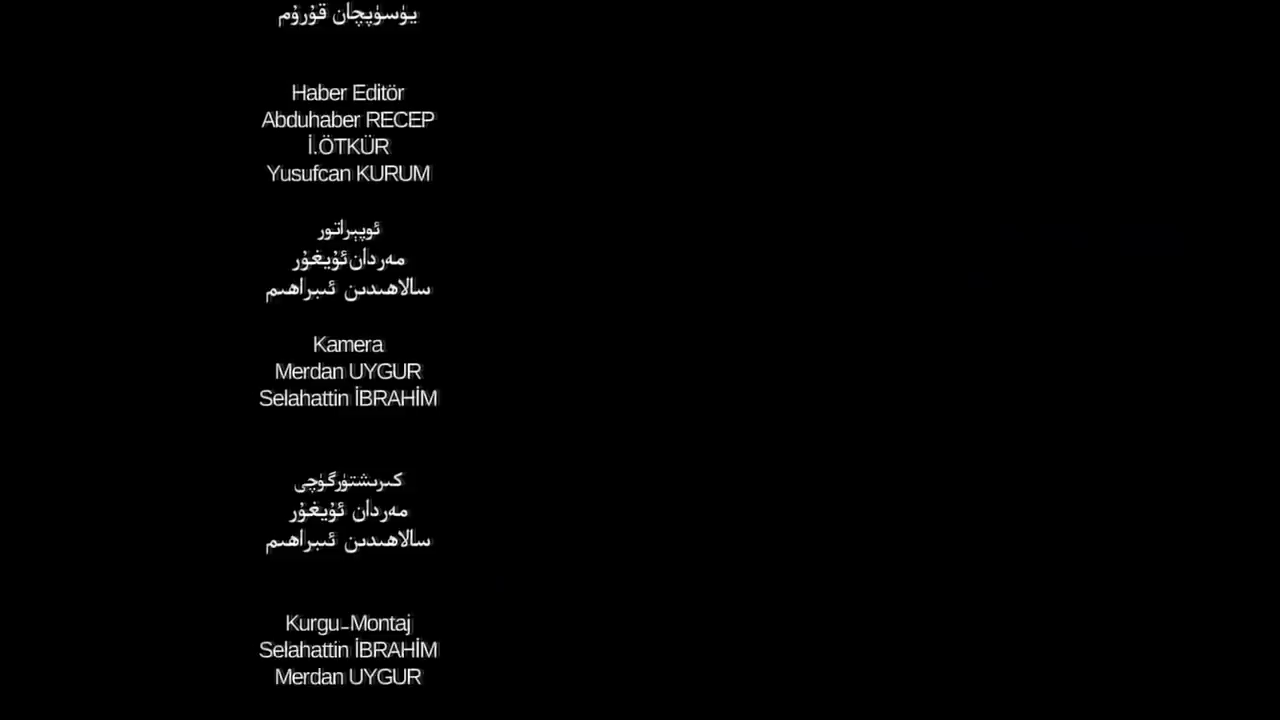 يۈسۈپجان قۇرۇم
Haber Editör
Abduhaber RECEP
İ.ÖTKÜR
Yusufcan KURUM
ئوپېراتور
مەردان ئۇيغۇر
سالاھىدىن ئىبراھىم
Kamera
Merdan UYGUR
Selahattin İBRAHİM
كىرىشتۈرگۈچى
مەردان ئۇيغۇر
سالاھىدىن ئىبراھىم
Kurgu-Montaj
Selahattin İBRAHİM
Merdan UYGUR